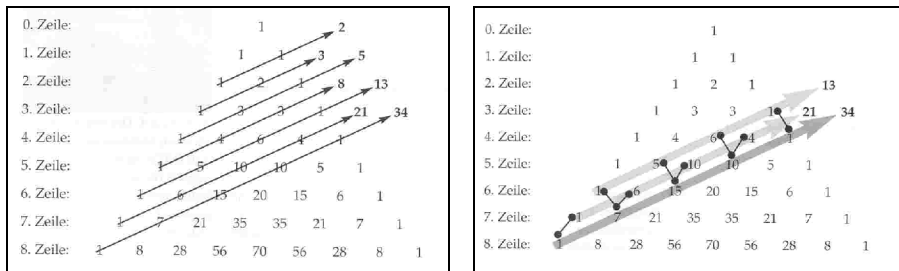 0. Zeile: 1 2
1. Zeile: 1 1 3 5
2. Zeile: 1 2 1 8 13
3. Zeile: 1 3 3 1 21 34
4. Zeile: 1 4 6 4 1
5. Zeile: 1 5 10 10 5 1
6. Zeile: 1 6 15 20 15 6 1
7. Zeile: 1 7 21 35 35 21 7 1
8. Zeile: 1 8 28 56 70 56 28 8 1
0. Zeile: 1
1. Zeile: 1 1
2. Zeile: 1 2 1 13
3. Zeile: 1 3 3 1 21 34
4. Zeile: 1 4 6 4 1
5. Zeile: 1 5 10 10 5 1
6. Zeile: 1 6 15 20 15 6 1
7. Zeile: 1 7 21 35 35 21 7 1
8. Zeile: 1 8 28 56 70 56 28 8 1